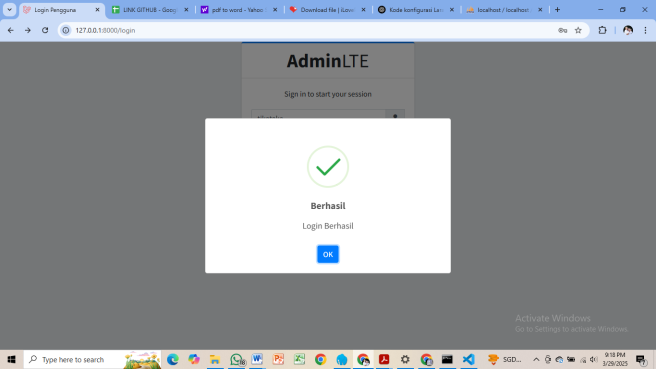 Login Pengguna
LINK GITHUB - Goog
pdf to word - Yahoo
Download file | iLove
Kode konfigurasi La
localhost / localhost
127.0.0.1:8000/login
AdminLTE
Sign in to start your session
Berhasil
Login Berhasil
OK
Activate Windows
Go to Settings to activate Windows.
Type here to search
SGD...
9:18 PM
3/29/2025